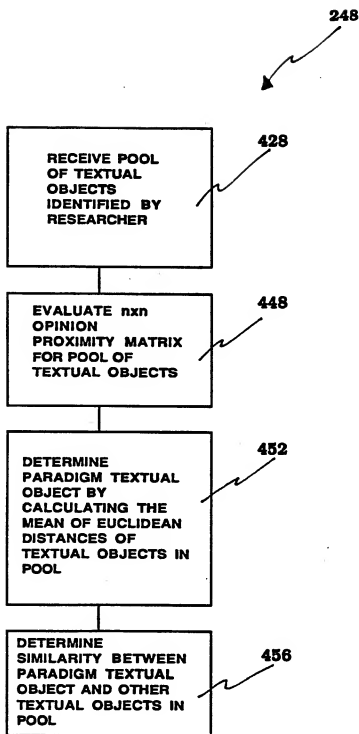 248
428
RECEIVE POOL
OF TEXTUAL
OBJECTS
IDENTIFIED BY
RESEARCHER
448
EVALUATE nxn
OPINION
PROXIMITY MATRIX
FOR POOL OF
TEXTUAL OBJECTS
452
DETERMINE
PARADIGM TEXTUAL
OBJECT BY
CALCULATING THE
MEAN OF EUCLIDEAN
DISTANCES OF
TEXTUAL OBJECTS IN
POOL
456
DETERMINE
SIMILARITY BETWEEN
PARADIGM TEXTUAL
OBJECT AND OTHER
TEXTUAL OBJECTS IN
POOL